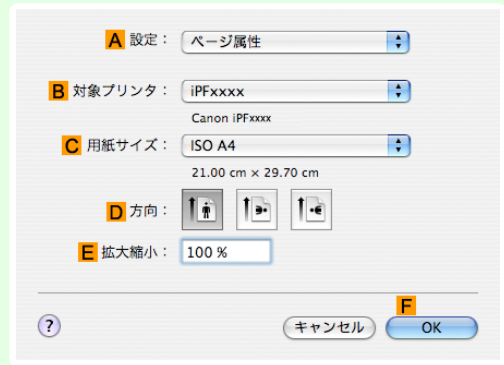 A 設定： ページ属性
B 対象プリンタ： iPFxxxx
Canon iPFxxxx
C 用紙サイズ： ISO A4
21.00 cm × 29.70 cm
D 方向：
E 拡大縮小： 100 %
F
? キャンセル OK